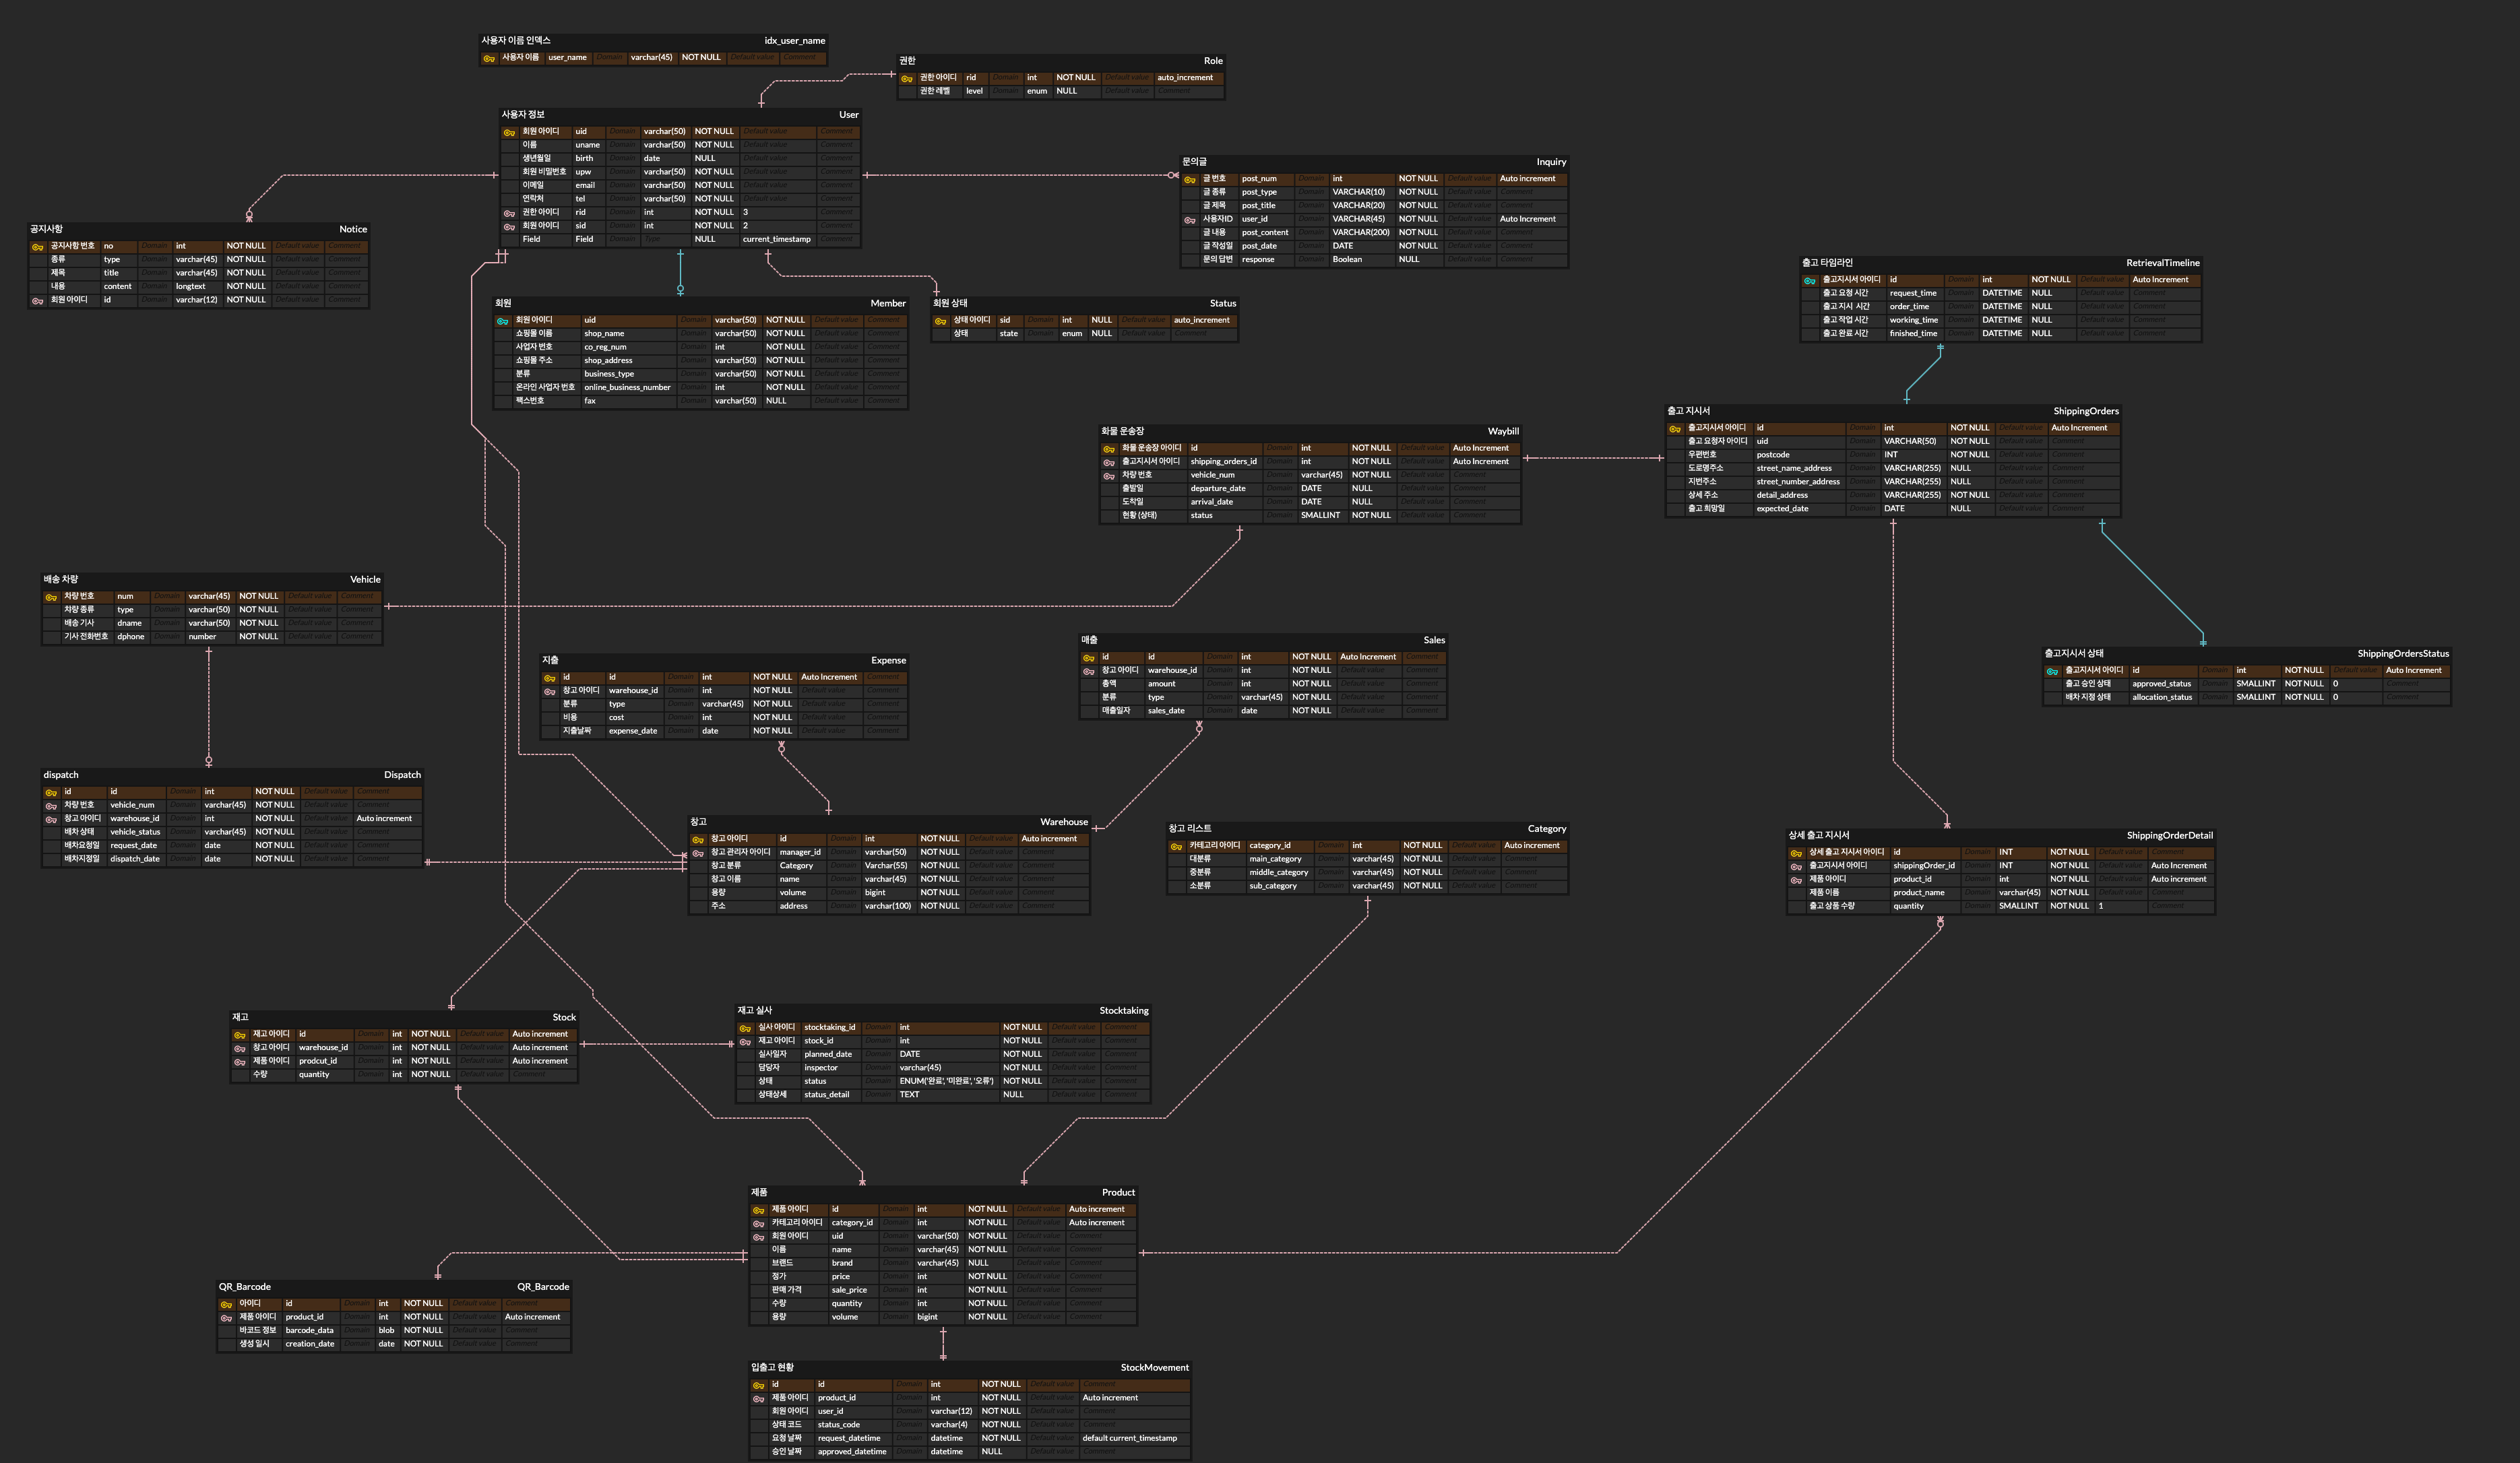 사용자 이름 인덱스 idx_user_name
사용자 이름 user_name Domain varchar(45) NOT NULL Default value Comment
권한 Role
권한 아이디 rid Domain int NOT NULL Default value auto_increment
권한 레벨 level Domain enum NULL Default value Comment
사용자 정보 User
회원 아이디 uid Domain varchar(50) NOT NULL Default value Comment
이름 uname Domain varchar(50) NOT NULL Default value Comment
생년월일 birth Domain date NULL Default value Comment
회원 비밀번호 upw Domain varchar(50) NOT NULL Default value Comment
이메일 email Domain varchar(50) NOT NULL Default value Comment
연락처 tel Domain varchar(50) NOT NULL Default value Comment
권한 아이디 rid Domain int NOT NULL 3 Comment
회원 아이디 sid Domain int NOT NULL 2 Comment
Field Field Domain Type NULL current_timestamp Comment
문의글 Inquiry
글 번호 post_num Domain int NOT NULL Default value Auto increment
글 종류 post_type Domain VARCHAR(10) NOT NULL Default value Comment
글 제목 post_title Domain VARCHAR(20) NOT NULL Default value Comment
사용자ID user_id Domain VARCHAR(45) NOT NULL Default value Auto Increment
글 내용 post_content Domain VARCHAR(200) NOT NULL Default value Comment
글 작성일 post_date Domain DATE NOT NULL Default value Comment
문의 답변 response Domain Boolean NULL Default value Comment
공지사항 Notice
공지사항 번호 no Domain int NOT NULL Default value Comment
종류 type Domain varchar(45) NOT NULL Default value Comment
제목 title Domain varchar(45) NOT NULL Default value Comment
내용 content Domain longtext NOT NULL Default value Comment
회원 아이디 id Domain varchar(12) NOT NULL Default value Comment
출고 타임라인 RetrievalTimeline
출고지시서 아이디 id Domain int NOT NULL Default value Auto Increment
출고 요청 시간 request_time Domain DATETIME NULL Default value Comment
출고 지시 시간 order_time Domain DATETIME NULL Default value Comment
출고 작업 시간 working_time Domain DATETIME NULL Default value Comment
출고 완료 시간 finished_time Domain DATETIME NULL Default value Comment
회원 Member
회원 아이디 uid Domain varchar(50) NOT NULL Default value Comment
쇼핑몰 이름 shop_name Domain varchar(50) NOT NULL Default value Comment
사업자 번호 co_reg_num Domain int NOT NULL Default value Comment
쇼핑몰 주소 shop_address Domain varchar(50) NOT NULL Default value Comment
분류 business_type Domain varchar(50) NOT NULL Default value Comment
온라인 사업자 번호 online_business_number Domain int NOT NULL Default value Comment
팩스번호 fax Domain varchar(50) NULL Default value Comment
회원 상태 Status
상태 아이디 sid Domain int NULL Default value auto_increment
상태 state Domain enum NULL Default value Comment
화물 운송장 Waybill
화물 운송장 아이디 id Domain int NOT NULL Default value Auto Increment
출고지시서 아이디 shipping_orders_id Domain int NOT NULL Default value Auto Increment
차량 번호 vehicle_num Domain varchar(45) NOT NULL Default value Comment
출발일 departure_date Domain DATE NULL Default value Comment
도착일 arrival_date Domain DATE NULL Default value Comment
현황 (상태) status Domain SMALLINT NOT NULL Default value Comment
출고 지시서 ShippingOrders
출고지시서 아이디 id Domain int NOT NULL Default value Auto Increment
출고 요청자 아이디 uid Domain VARCHAR(50) NOT NULL Default value Comment
우편번호 postcode Domain INT NOT NULL Default value Comment
도로명주소 street_name_address Domain VARCHAR(255) NULL Default value Comment
지번주소 street_number_address Domain VARCHAR(255) NULL Default value Comment
상세 주소 detail_address Domain VARCHAR(255) NOT NULL Default value Comment
출고 희망일 expected_date Domain DATE NULL Default value Comment
배송 차량 Vehicle
차량 번호 num Domain varchar(45) NOT NULL Default value Comment
차량 종류 type Domain varchar(50) NOT NULL Default value Comment
배송 기사 dname Domain varchar(50) NOT NULL Default value Comment
기사 전화번호 dphone Domain number NOT NULL Default value Comment
지출 Expense
id id Domain int NOT NULL Auto Increment Comment
창고 아이디 warehouse_id Domain int NOT NULL Default value Comment
분류 type Domain varchar(45) NOT NULL Default value Comment
비용 cost Domain int NOT NULL Default value Comment
지출날짜 expense_date Domain date NOT NULL Default value Comment
매출 Sales
id id Domain int NOT NULL Auto Increment Comment
창고 아이디 warehouse_id Domain int NOT NULL Default value Comment
총액 amount Domain int NOT NULL Default value Comment
분류 type Domain varchar(45) NOT NULL Default value Comment
매출일자 sales_date Domain date NOT NULL Default value Comment
출고지시서 상태 ShippingOrdersStatus
출고지시서 아이디 id Domain int NOT NULL Default value Auto Increment
출고 승인 상태 approved_status Domain SMALLINT NOT NULL 0 Comment
배차 지정 상태 allocation_status Domain SMALLINT NOT NULL 0 Comment
dispatch Dispatch
id id Domain int NOT NULL Default value Comment
차량 번호 vehicle_num Domain varchar(45) NOT NULL Default value Comment
창고 아이디 warehouse_id Domain int NOT NULL Default value Auto increment
배차 상태 vehicle_status Domain varchar(45) NOT NULL Default value Comment
배차요청일 request_date Domain date NOT NULL Default value Comment
배차지정일 dispatch_date Domain date NOT NULL Default value Comment
창고 Warehouse
창고 아이디 id Domain int NOT NULL Default value Auto increment
창고 관리자 아이디 manager_id Domain varchar(50) NOT NULL Default value Comment
창고 분류 Category Domain Varchar(55) NOT NULL Default value Comment
창고 이름 name Domain varchar(45) NOT NULL Default value Comment
용량 volume Domain bigint NOT NULL Default value Comment
주소 address Domain varchar(100) NOT NULL Default value Comment
창고 리스트 Category
카테고리 아이디 category_id Domain int NOT NULL Default value Auto increment
대분류 main_category Domain varchar(45) NOT NULL Default value Comment
중분류 middle_category Domain varchar(45) NOT NULL Default value Comment
소분류 sub_category Domain varchar(45) NOT NULL Default value Comment
상세 출고 지시서 ShippingOrderDetail
상세 출고 지시서 아이디 id Domain INT NOT NULL Default value Comment
출고지시서 아이디 shippingOrder_id Domain INT NOT NULL Default value Auto Increment
제품 아이디 product_id Domain int NOT NULL Default value Auto increment
제품 이름 product_name Domain varchar(45) NOT NULL Default value Comment
출고 상품 수량 quantity Domain SMALLINT NOT NULL 1 Comment
재고 Stock
재고 아이디 id Domain int NOT NULL Default value Auto increment
창고 아이디 warehouse_id Domain int NOT NULL Default value Auto increment
제품 아이디 prodcut_id Domain int NOT NULL Default value Auto increment
수량 quantity Domain int NOT NULL Default value Comment
재고 실사 Stocktaking
실사 아이디 stocktaking_id Domain int NOT NULL Default value Comment
재고 아이디 stock_id Domain int NOT NULL Default value Comment
실사일자 planned_date Domain DATE NOT NULL Default value Comment
담당자 inspector Domain varchar(45) NOT NULL Default value Comment
상태 status Domain ENUM('완료', '미완료', '오류') NOT NULL Default value Comment
상태상세 status_detail Domain TEXT NULL Default value Comment
제품 Product
제품 아이디 id Domain int NOT NULL Default value Auto increment
카테고리 아이디 category_id Domain int NOT NULL Default value Auto increment
회원 아이디 uid Domain varchar(50) NOT NULL Default value Comment
이름 name Domain varchar(45) NOT NULL Default value Comment
브랜드 brand Domain varchar(45) NULL Default value Comment
정가 price Domain int NOT NULL Default value Comment
판매 가격 sale_price Domain int NOT NULL Default value Comment
수량 quantity Domain int NOT NULL Default value Comment
용량 volume Domain bigint NOT NULL Default value Comment
QR_Barcode QR_Barcode
아이디 id Domain int NOT NULL Default value Comment
제품 아이디 product_id Domain int NOT NULL Default value Auto increment
바코드 정보 barcode_data Domain blob NOT NULL Default value Comment
생성 일시 creation_date Domain date NOT NULL Default value Comment
입출고 현황 StockMovement
id id Domain int NOT NULL Default value Comment
제품 아이디 product_id Domain int NOT NULL Default value Auto increment
회원 아이디 user_id Domain varchar(12) NOT NULL Default value Comment
상태 코드 status_code Domain varchar(4) NOT NULL Default value Comment
요청 날짜 request_datetime Domain datetime NOT NULL Default value default current_timestamp
승인 날짜 approved_datetime Domain datetime NULL Default value Comment